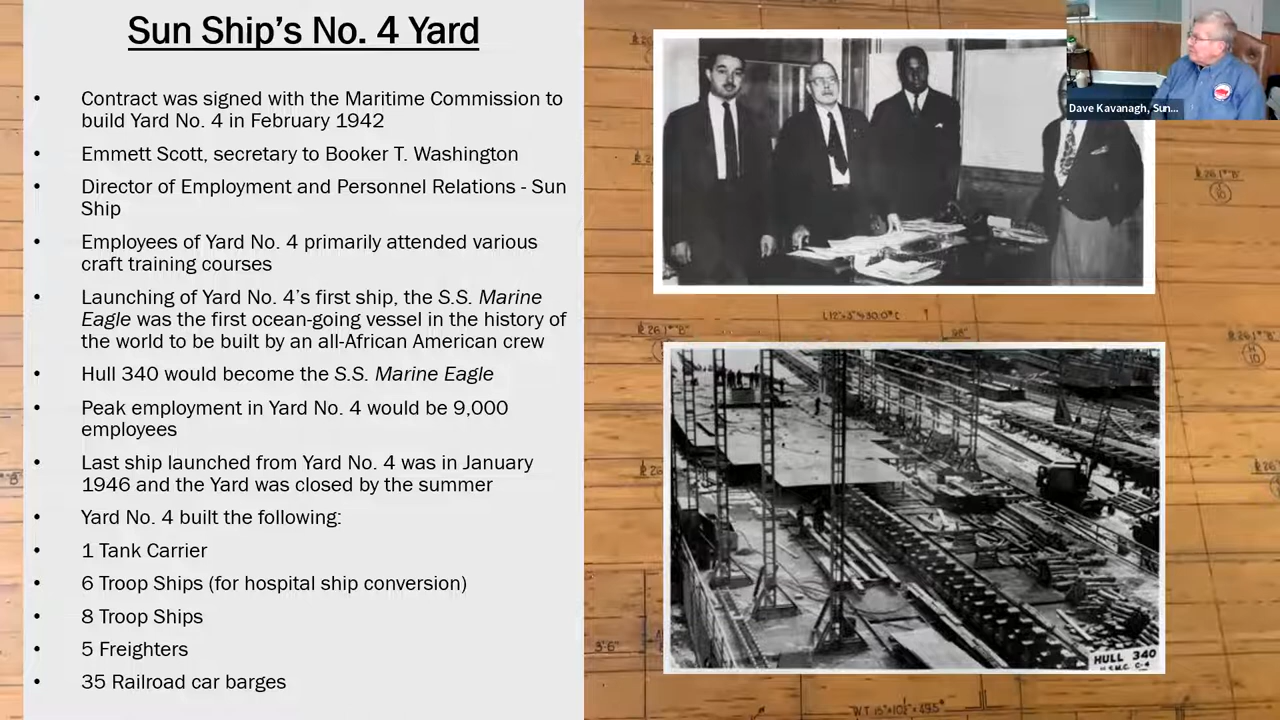 Sun Ship's No. 4 Yard
• Contract was signed with the Maritime Commission to
build Yard No. 4 in February 1942
• Emmett Scott, secretary to Booker T. Washington
• Director of Employment and Personnel Relations - Sun
Ship
• Employees of Yard No. 4 primarily attended various
craft training courses
• Launching of Yard No. 4's first ship, the S.S. Marine
Eagle was the first ocean-going vessel in the history of
the world to be built by an all-African American crew
• Hull 340 would become the S.S. Marine Eagle
• Peak employment in Yard No. 4 would be 9,000
employees
• Last ship launched from Yard No. 4 was in January
1946 and the Yard was closed by the summer
• Yard No. 4 built the following:
• 1 Tank Carrier
• 6 Troop Ships (for hospital ship conversion)
• 8 Troop Ships
• 5 Freighters
• 35 Railroad car barges
Dave Kavanagh, Sun...
HULL 340
3'-6"